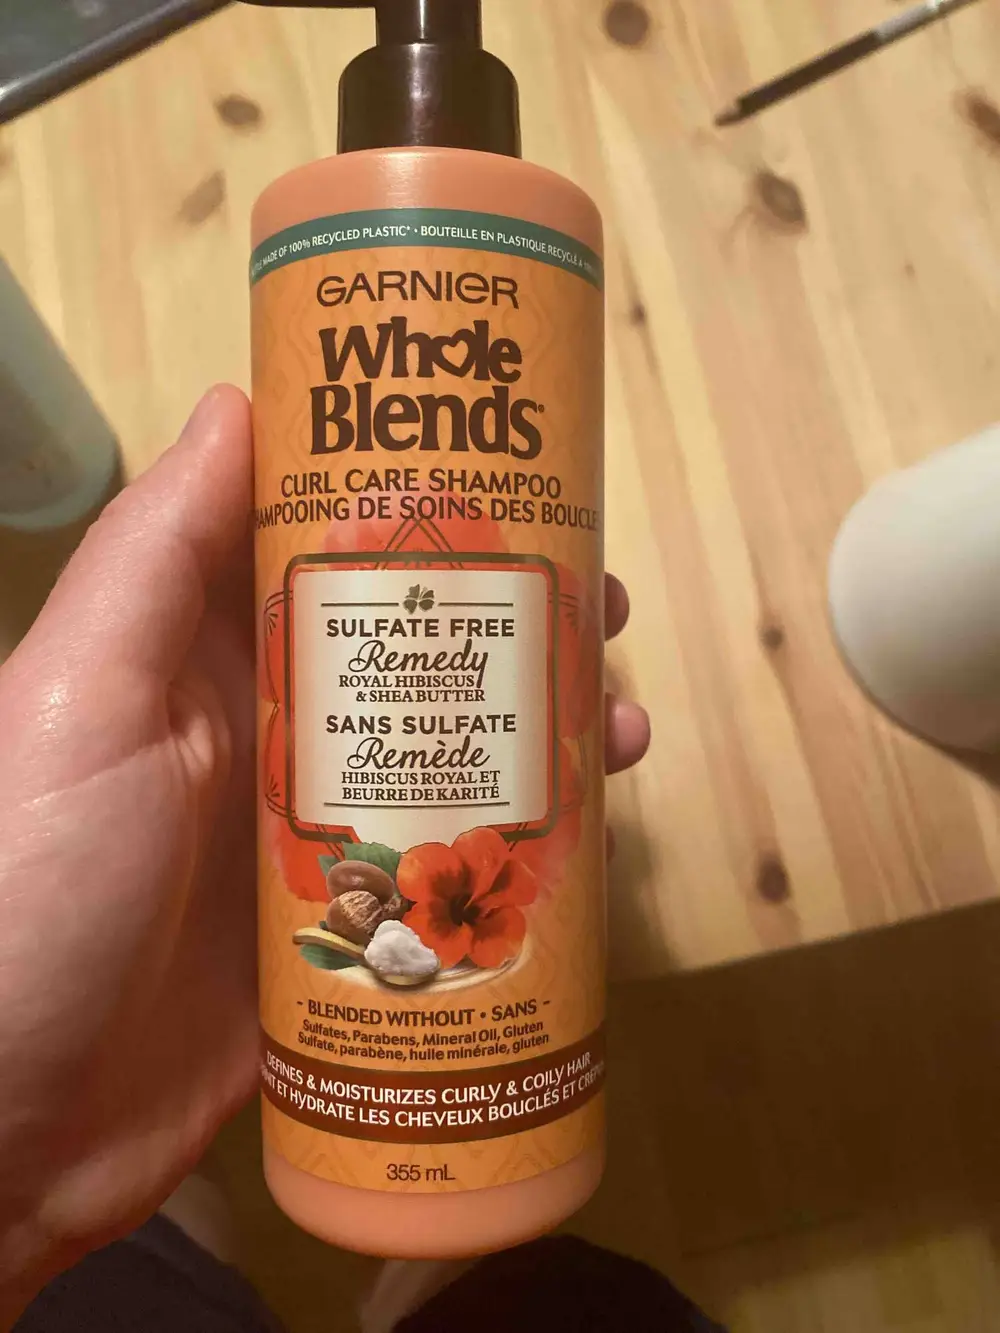 MADE OF 100% RECYCLED PLASTIC* • BOUTEILLE EN PLASTIQUE RECYCLÉ À
GARNIER
Whole
Blends
CURL CARE SHAMPOO
HAMPOOING DE SOINS DES BOUCLE
SULFATE FREE
Remedy
ROYAL HIBISCUS
& SHEA BUTTER
SANS SULFATE
Remède
HIBISCUS ROYAL ET
BEURRE DE KARITÉ
- BLENDED WITHOUT • SANS -
Sulfates, Parabens, Mineral Oil, Gluten
Sulfate, parabène, huile minérale, gluten
DEFINES & MOISTURIZES CURLY & COILY HAIR
ET HYDRATE LES CHEVEUX BOUCLÉS ET
355 mL